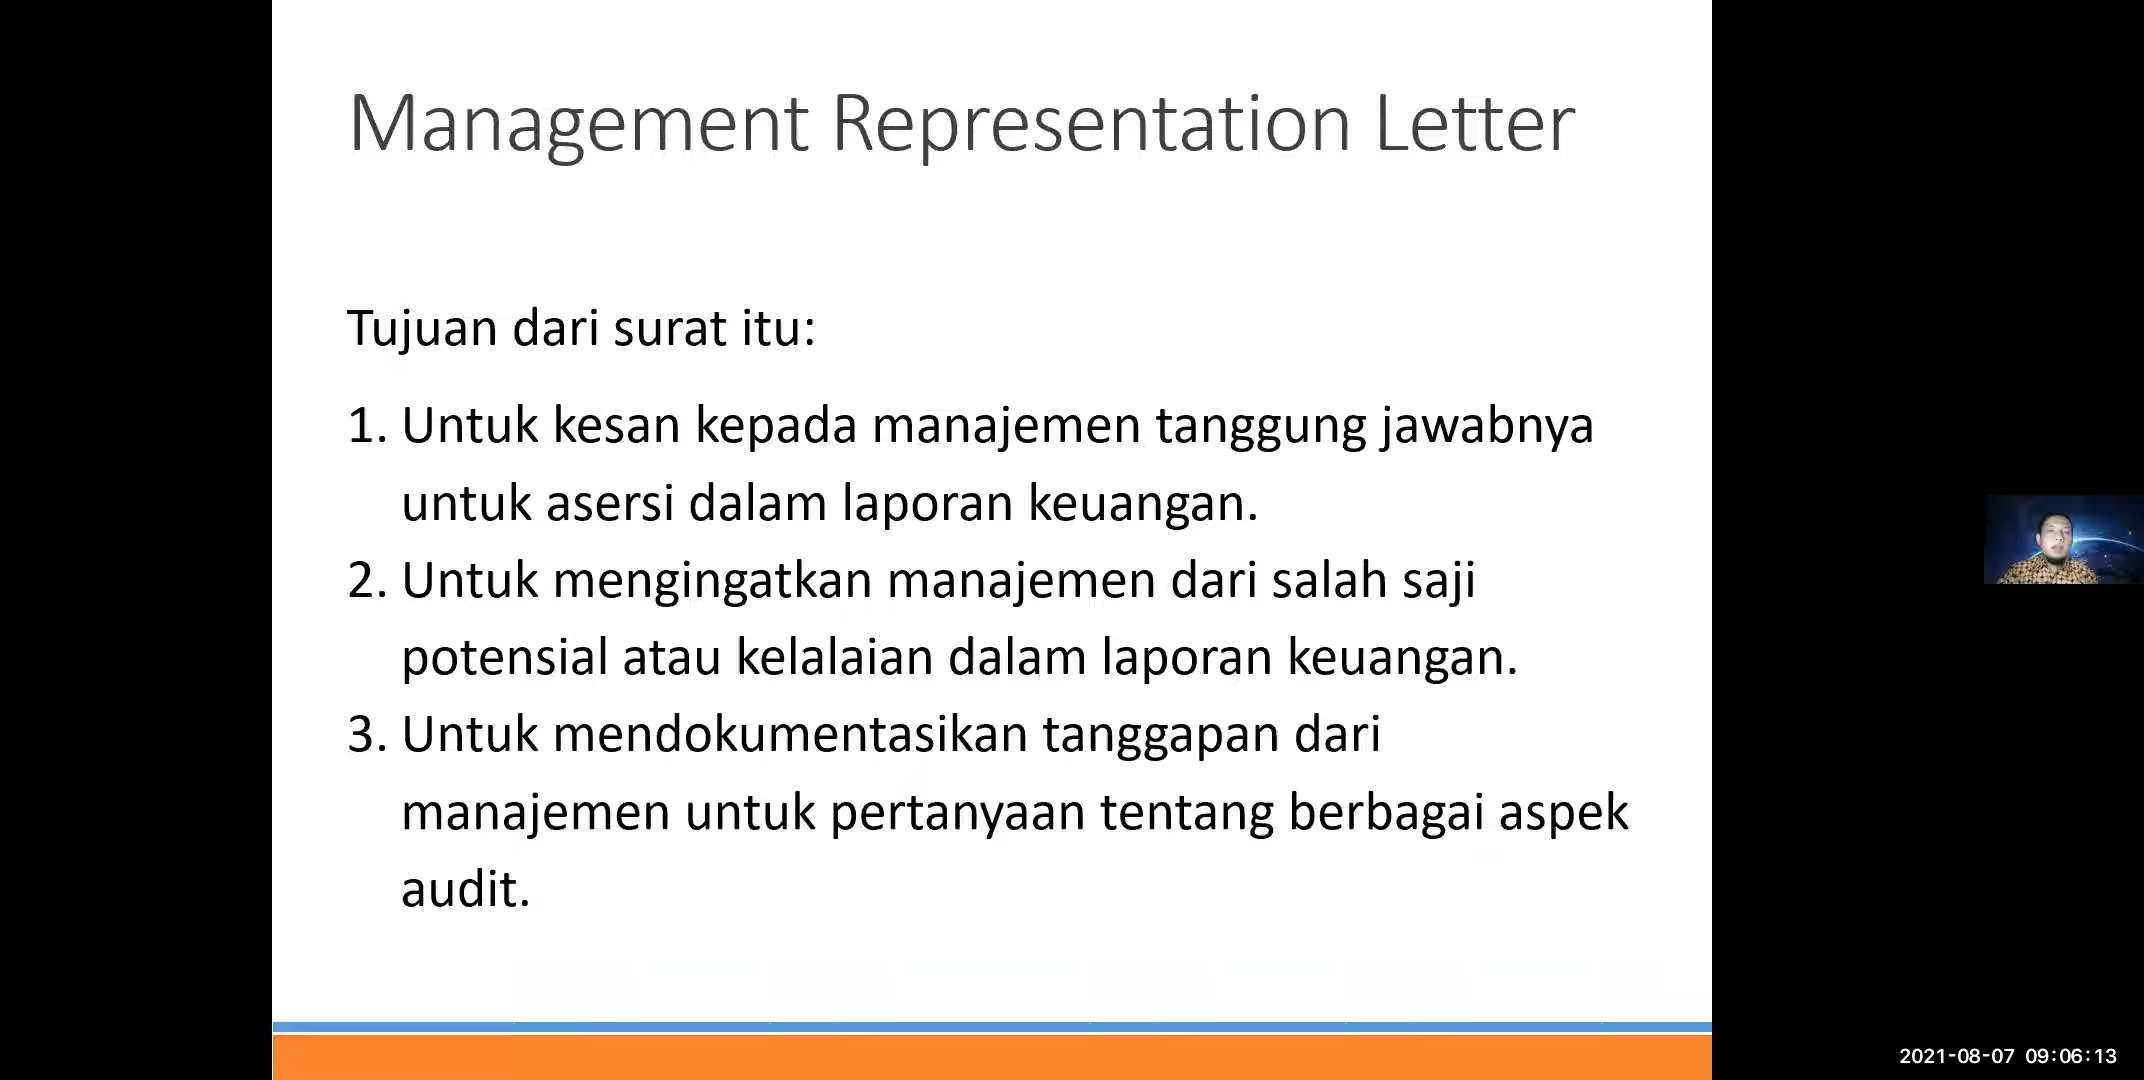 Management Representation Letter
Tujuan dari surat itu:
1. Untuk kesan kepada manajemen tanggung jawabnya
untuk asersi dalam laporan keuangan.
2. Untuk mengingatkan manajemen dari salah saji
potensial atau kelalaian dalam laporan keuangan.
3. Untuk mendokumentasikan tanggapan dari
manajemen untuk pertanyaan tentang berbagai aspek
audit.
2021-08-07 09:06:13